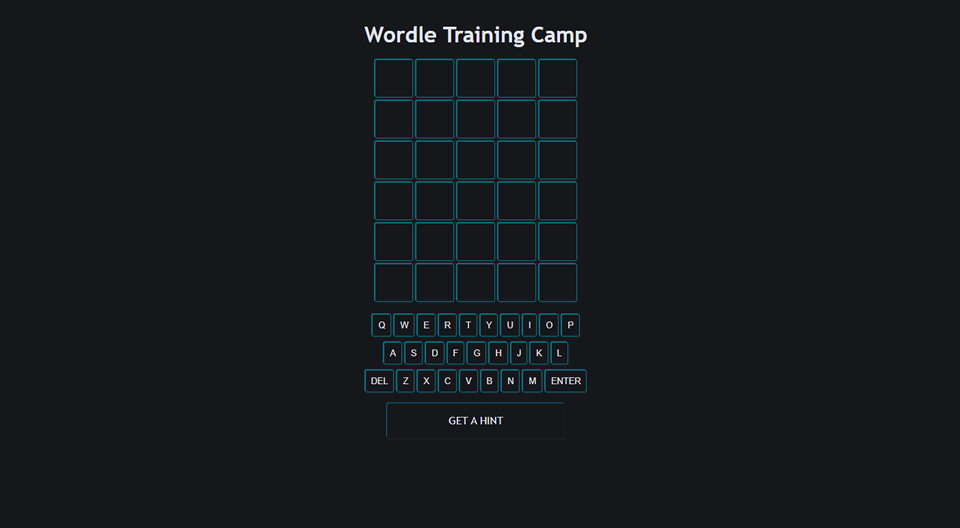 Wordle Training Camp
Q W E R T Y U I O P
A S D F G H J K L
DEL Z X C V B N M ENTER
GET A HINT